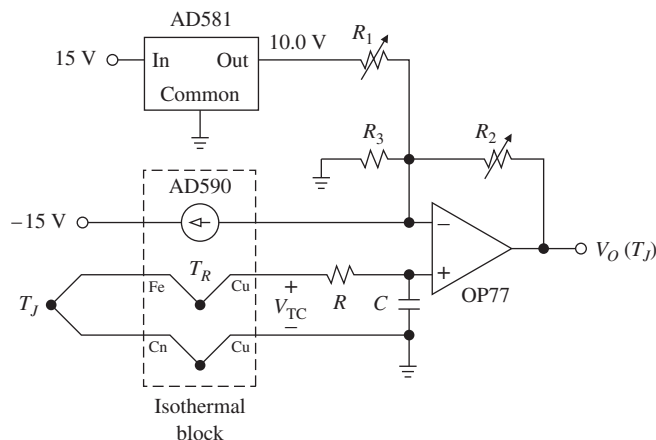 AD581
15 V
In
Out
Common
10.0 V
R1
R3
R2
AD590
−15 V
TJ
Fe
TR
Cu
Cn
Cu
+
VTC
−
R
C
−
+
OP77
VO (TJ)
Isothermal
block